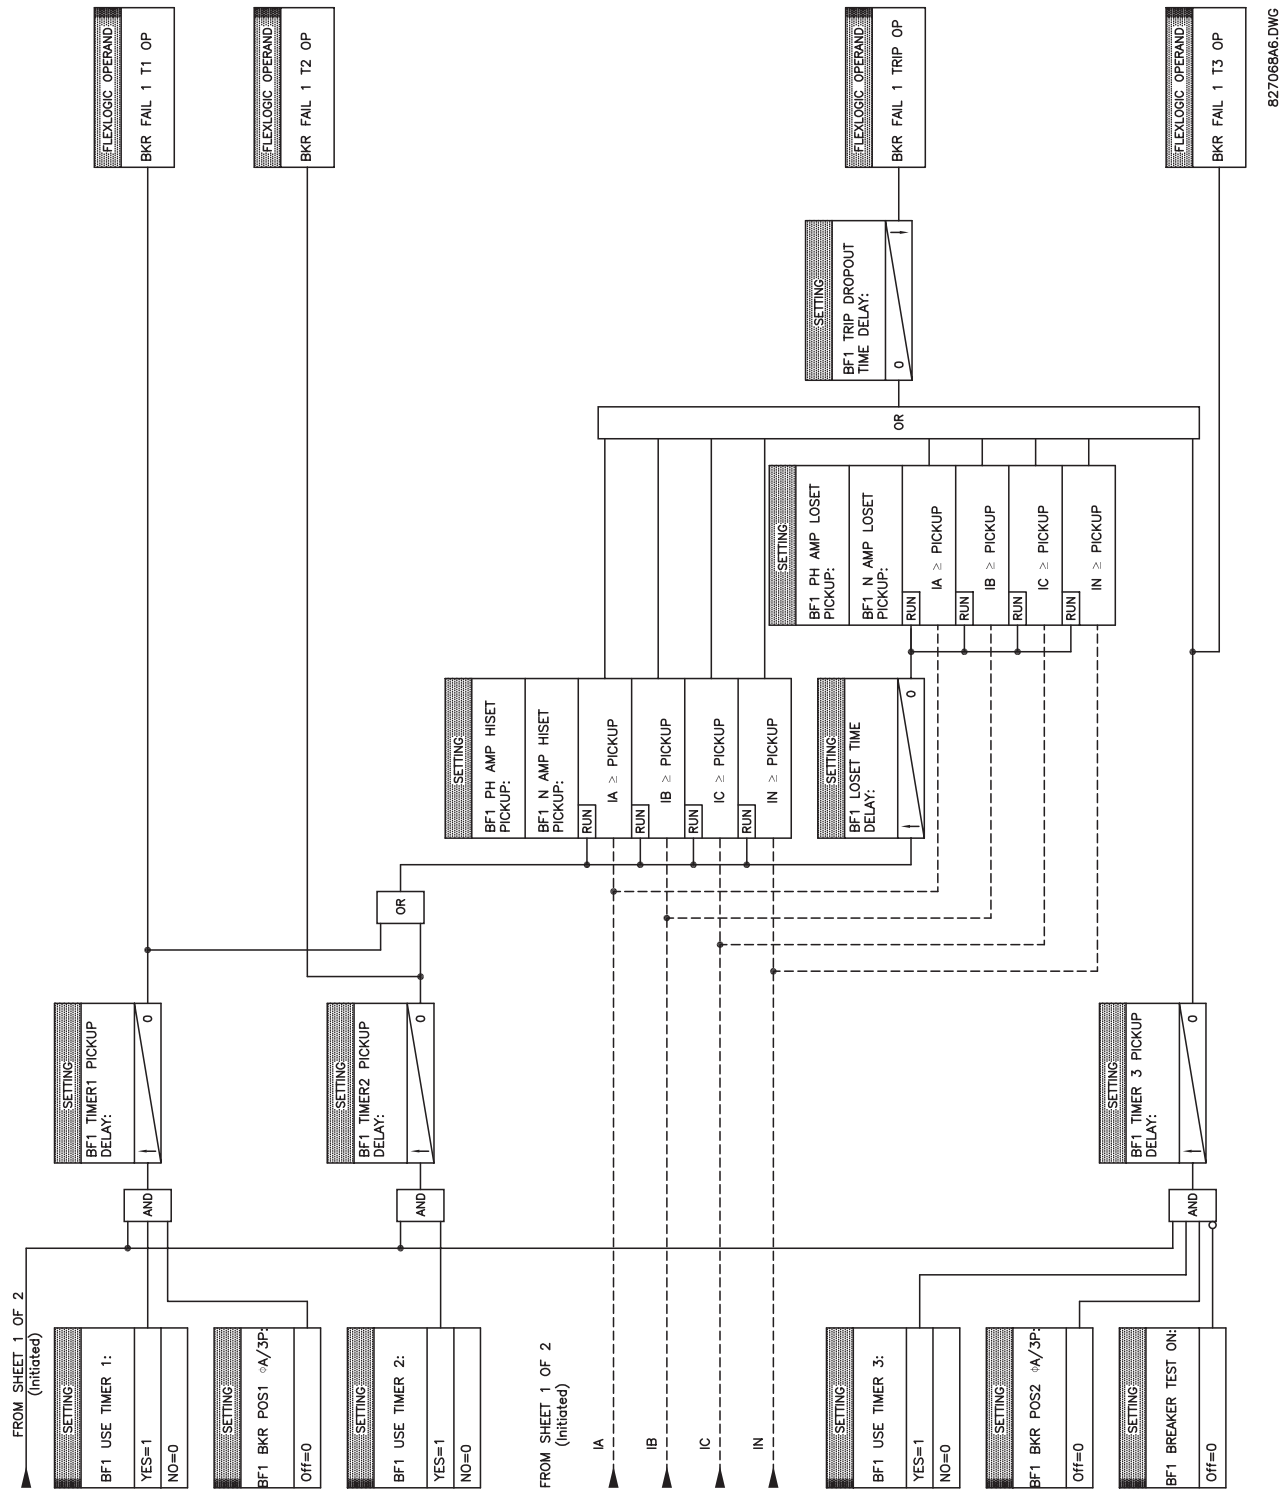 FROM SHEET 1 OF 2
(Initiated)
SETTING
BF1 USE TIMER 1:
YES=1
NO=0
SETTING
BF1 BKR POS1 ΦA/3P:
Off=0
SETTING
BF1 USE TIMER 2:
YES=1
NO=0
FROM SHEET 1 OF 2
(Initiated)
IA
IB
IC
IN
SETTING
BF1 USE TIMER 3:
YES=1
NO=0
SETTING
BF1 BKR POS2 ΦA/3P:
Off=0
SETTING
BF1 BREAKER TEST ON:
Off=0
AND
AND
AND
SETTING
BF1 TIMER1 PICKUP
DELAY:
0
SETTING
BF1 TIMER2 PICKUP
DELAY:
0
SETTING
BF1 TIMER 3 PICKUP
DELAY:
0
OR
SETTING
BF1 PH AMP HISET
PICKUP:
BF1 N AMP HISET
PICKUP:
RUN
IA ≥ PICKUP
RUN
IB ≥ PICKUP
RUN
IC ≥ PICKUP
RUN
IN ≥ PICKUP
SETTING
BF1 LOSET TIME
DELAY:
0
SETTING
BF1 PH AMP LOSET
PICKUP:
BF1 N AMP LOSET
PICKUP:
RUN
IA ≥ PICKUP
RUN
IB ≥ PICKUP
RUN
IC ≥ PICKUP
RUN
IN ≥ PICKUP
OR
SETTING
BF1 TRIP DROPOUT
TIME DELAY:
0
FLEXLOGIC OPERAND
BKR FAIL 1 T1 OP
FLEXLOGIC OPERAND
BKR FAIL 1 T2 OP
FLEXLOGIC OPERAND
BKR FAIL 1 TRIP OP
FLEXLOGIC OPERAND
BKR FAIL 1 T3 OP
827068A6.DWG